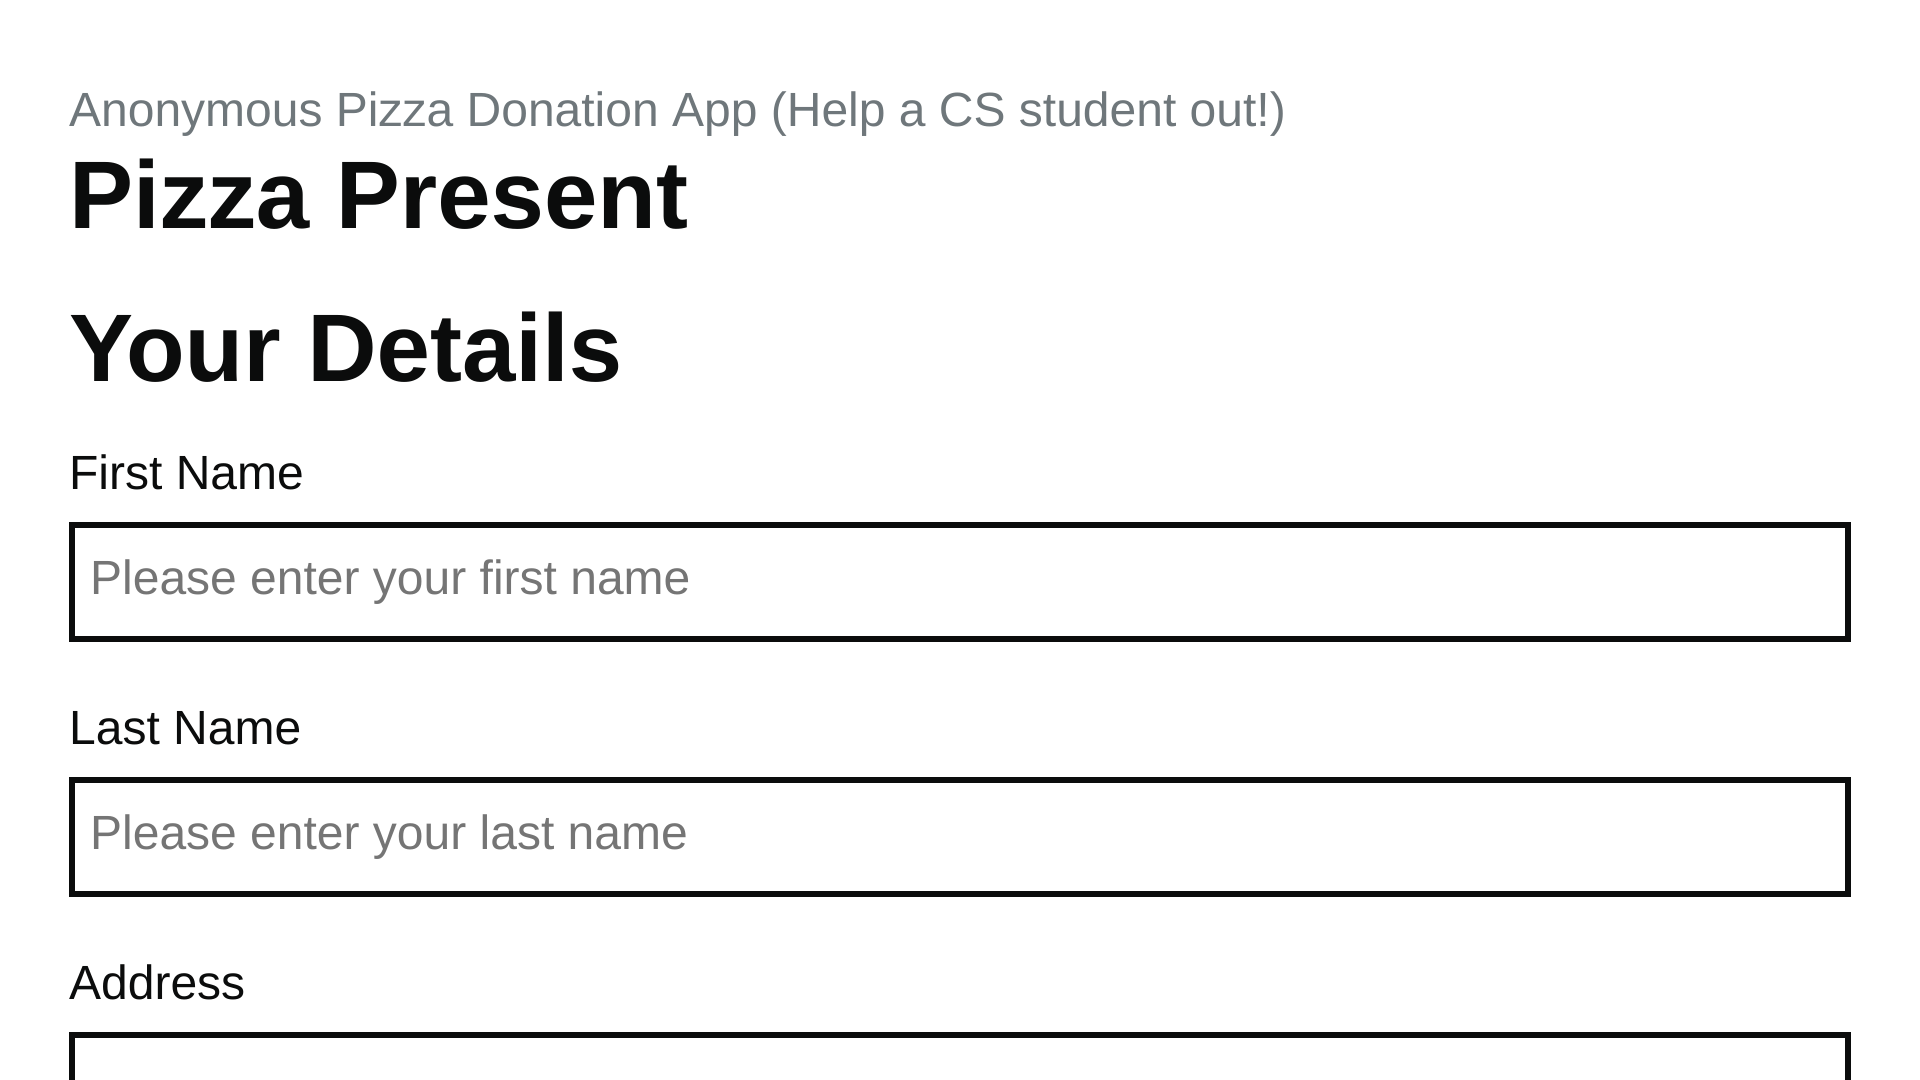 Anonymous Pizza Donation App (Help a CS student out!)
Pizza Present
Your Details
First Name
Please enter your first name
Last Name
Please enter your last name
Address